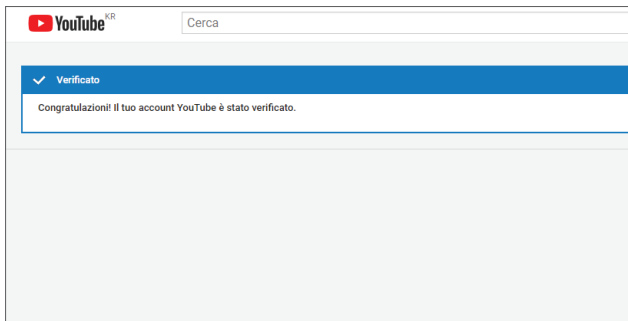 YouTube KR
Cerca
Verificato
Congratulazioni! Il tuo account YouTube è stato verificato.